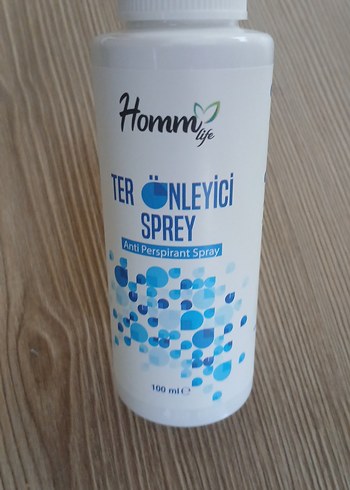 Homm
life
TER ÖNLEYİCİ
SPREY
Anti Perspirant Spray
100 ml ℮